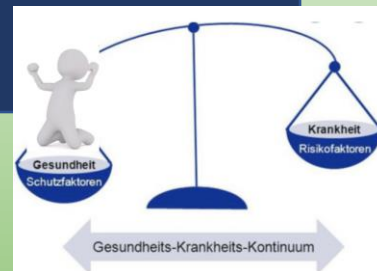 Gesundheit
Schutzfaktoren
Krankheit
Risikofaktoren
Gesundheits-Krankheits-Kontinuum